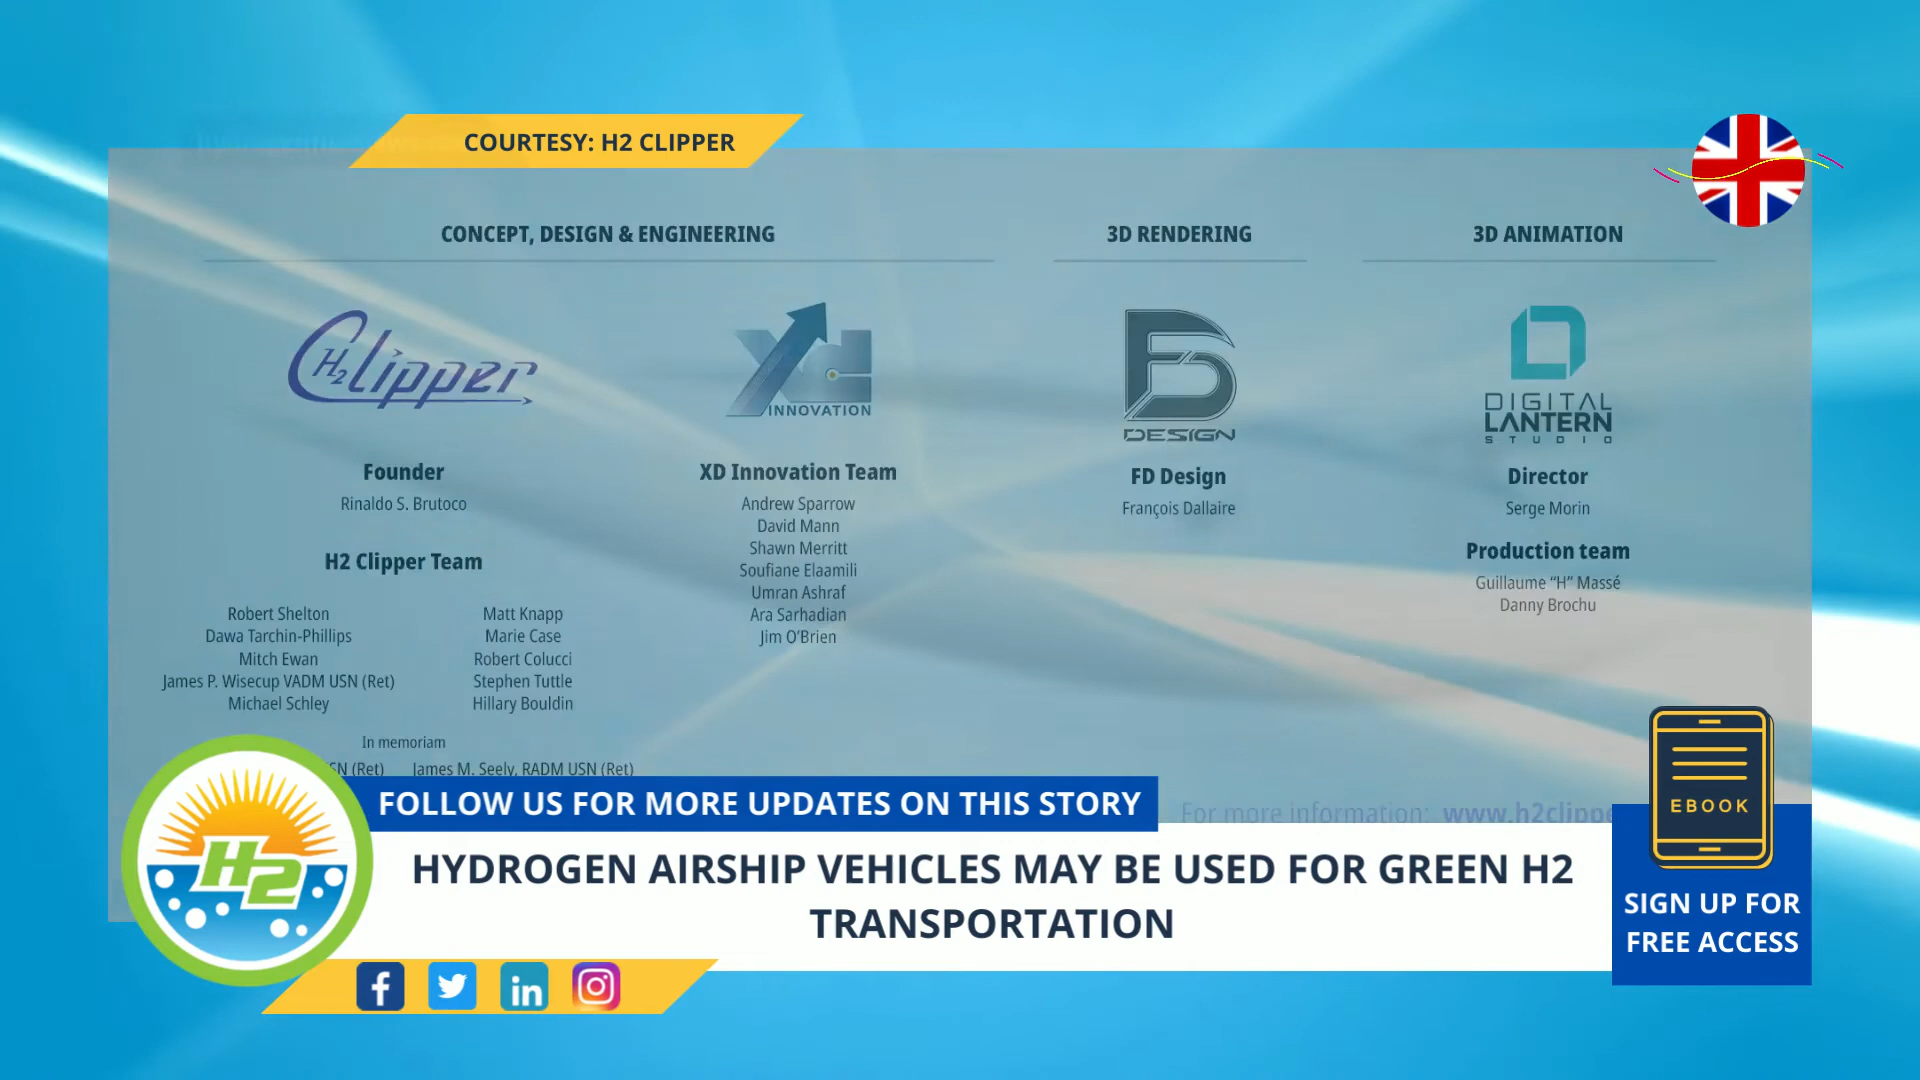 COURTESY: H2 CLIPPER
CONCEPT, DESIGN & ENGINEERING
3D RENDERING
3D ANIMATION
H2 Clipper
Xd
INNOVATION
FD
DESIGN
DIGITAL
LANTERN
STUDIO
Founder
Rinaldo S. Brutoco
H2 Clipper Team
Robert Shelton
Dawa Tarchin-Phillips
Mitch Ewan
James P. Wisecup VADM USN (Ret)
Michael Schley
Matt Knapp
Marie Case
Robert Colucci
Stephen Tuttle
Hillary Bouldin
In memoriam
(Ret)
James M. Seely, RADM USN (Ret)
XD Innovation Team
Andrew Sparrow
David Mann
Shawn Merritt
Soufiane Elaamili
Umran Ashraf
Ara Sarhadian
Jim O'Brien
FD Design
François Dallaire
Director
Serge Morin
Production team
Guillaume “H” Massé
Danny Brochu
For more information:
FOLLOW US FOR MORE UPDATES ON THIS STORY
HYDROGEN AIRSHIP VEHICLES MAY BE USED FOR GREEN H2
TRANSPORTATION
H2
EBOOK
SIGN UP FOR
FREE ACCESS